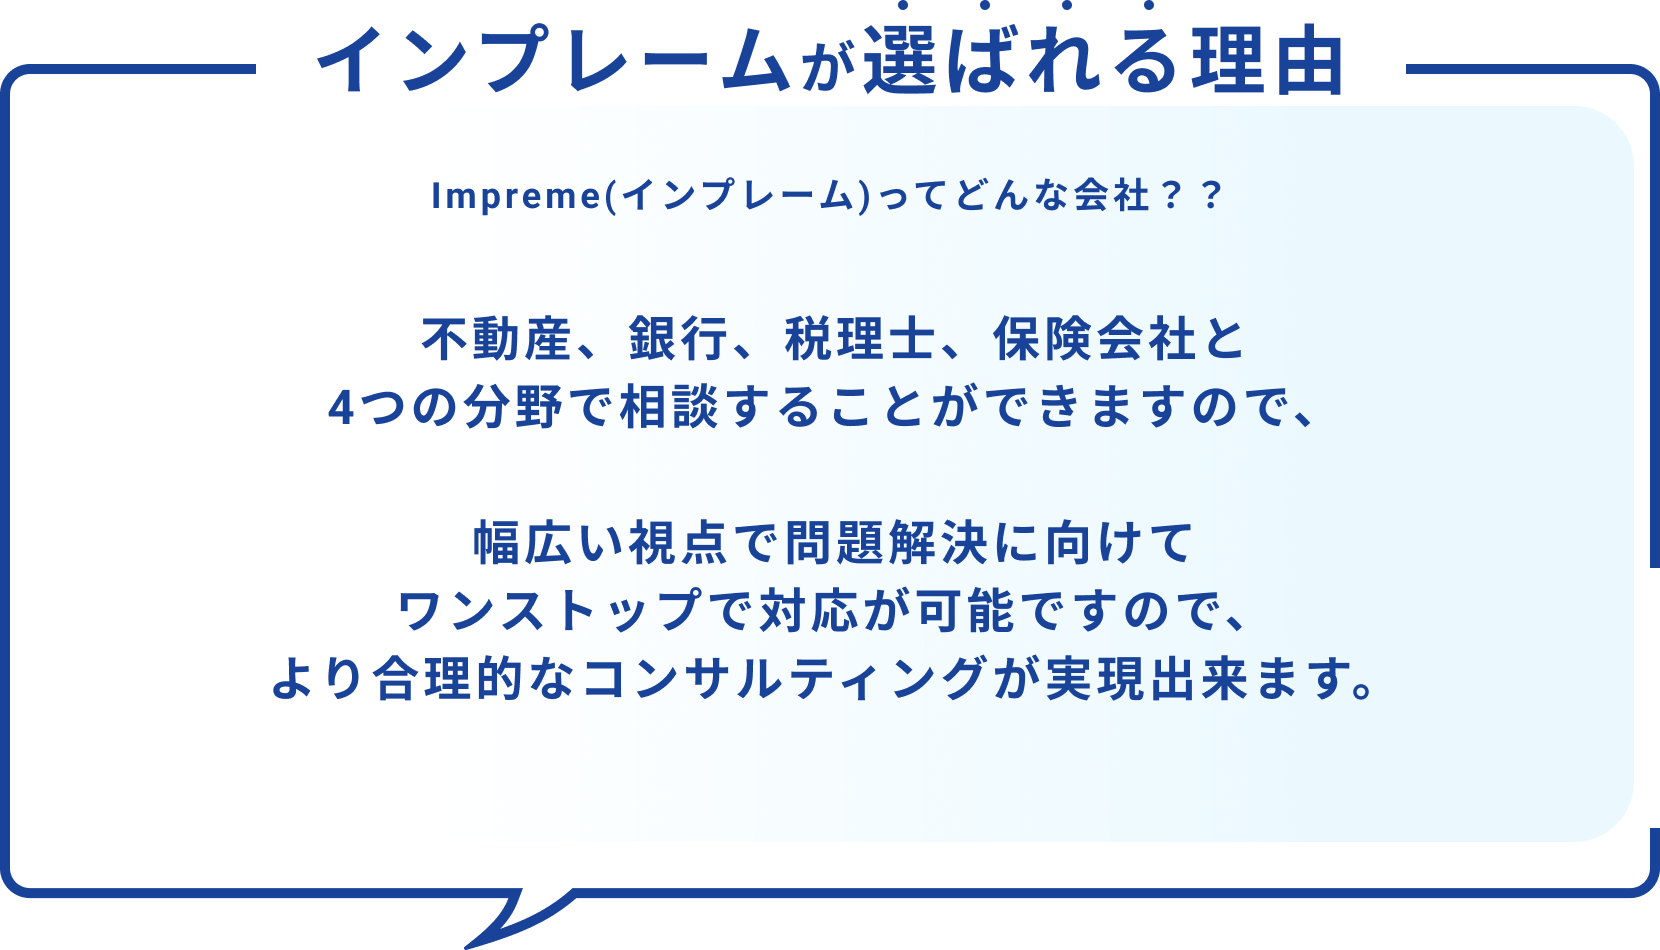 インプレームが選ばれる理由
Impreme(インプレーム)ってどんな会社？？
不動産、銀行、税理士、保険会社と
4つの分野で相談することができますので、
幅広い視点で問題解決に向けて
ワンストップで対応が可能ですので、
より合理的なコンサルティングが実現出来ます。